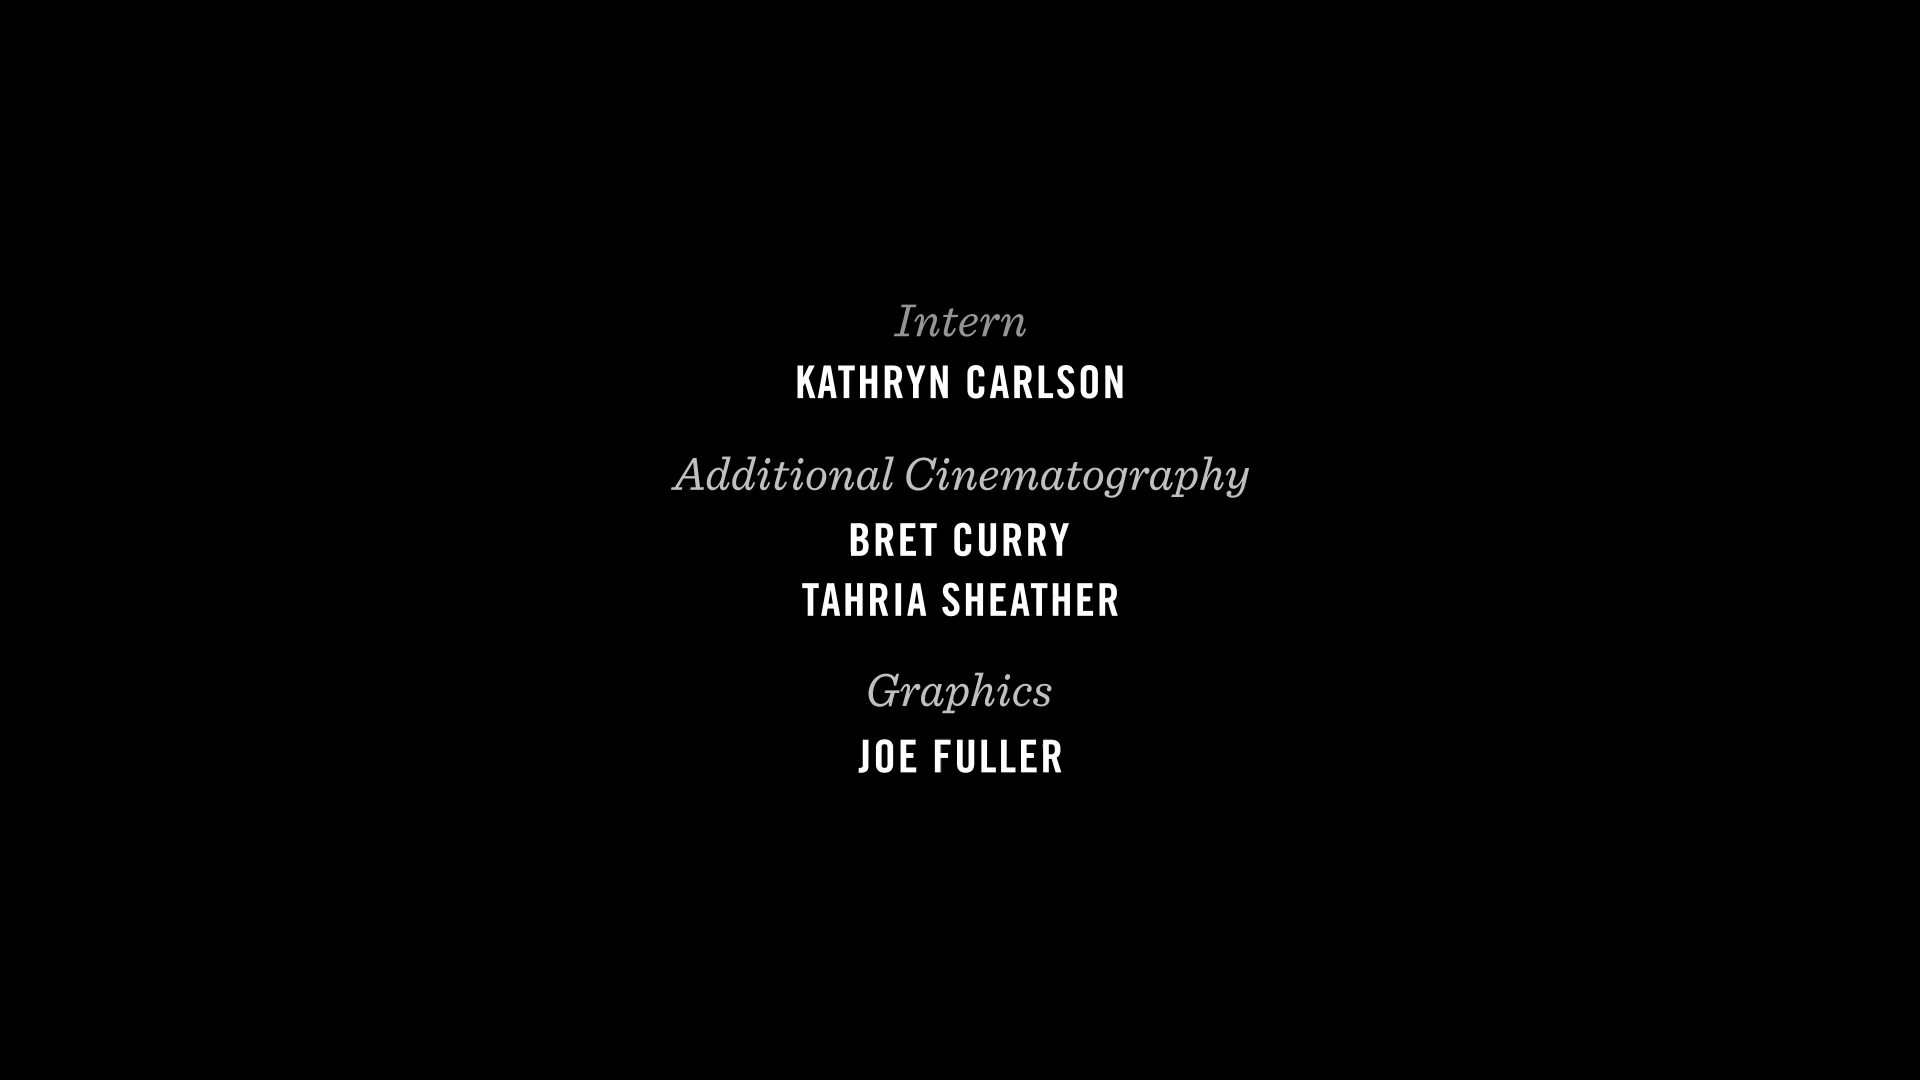 Intern
KATHRYN CARLSON
Additional Cinematography
BRET CURRY
TAHRIA SHEATHER
Graphics
JOE FULLER